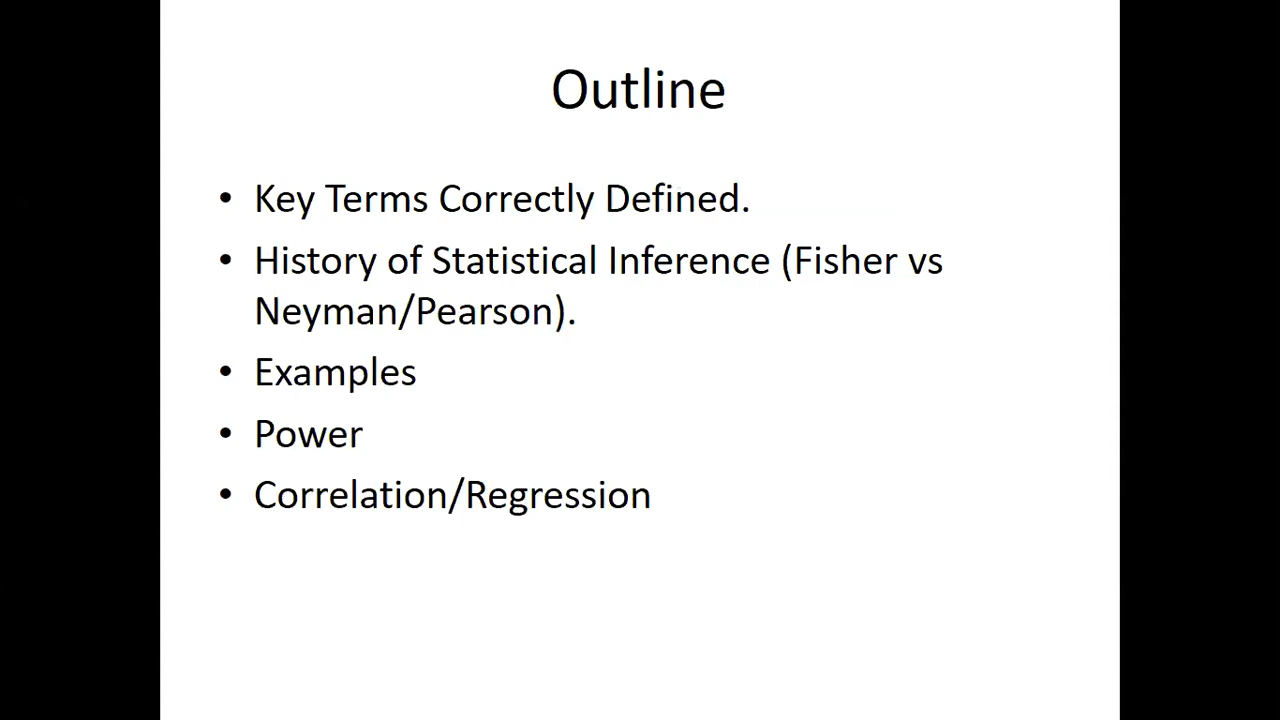 Outline
• Key Terms Correctly Defined.
• History of Statistical Inference (Fisher vs
Neyman/Pearson).
• Examples
• Power
• Correlation/Regression